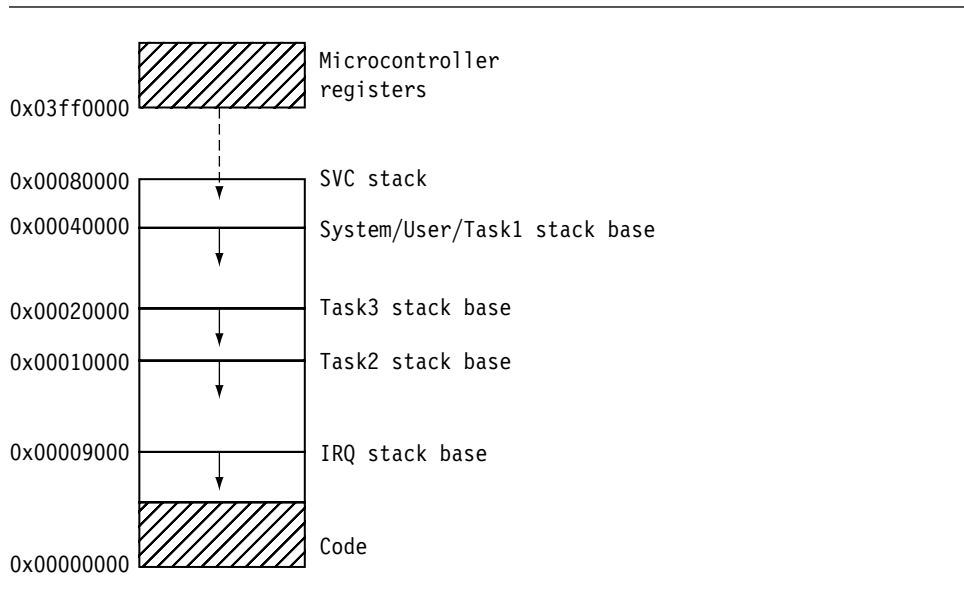 Microcontroller
registers
0x03ff0000
0x00080000 SVC stack
0x00040000 System/User/Task1 stack base
0x00020000 Task3 stack base
0x00010000 Task2 stack base
0x00009000 IRQ stack base
Code
0x00000000